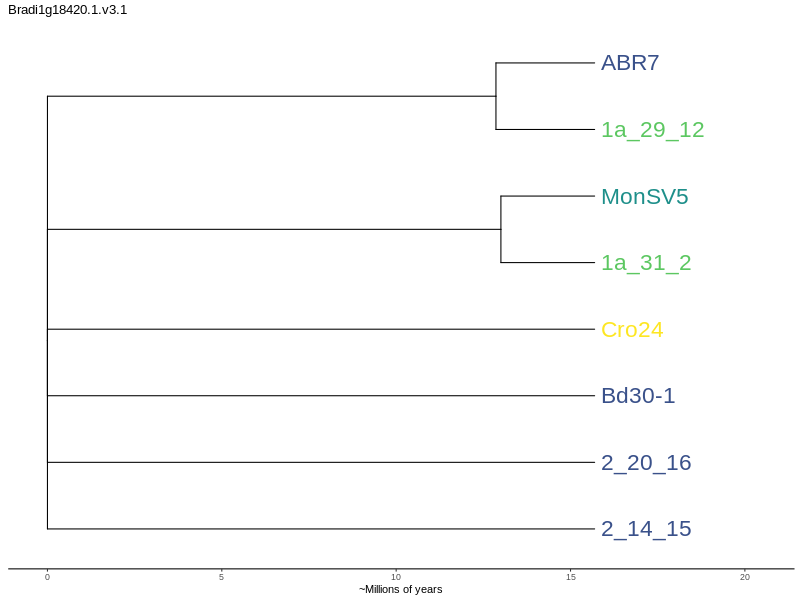 Bradi1g18420.1.v3.1
ABR7
1a_29_12
MonSV5
1a_31_2
Cro24
Bd30-1
2_20_16
2_14_15
0 5 10 15 20
~Millions of years